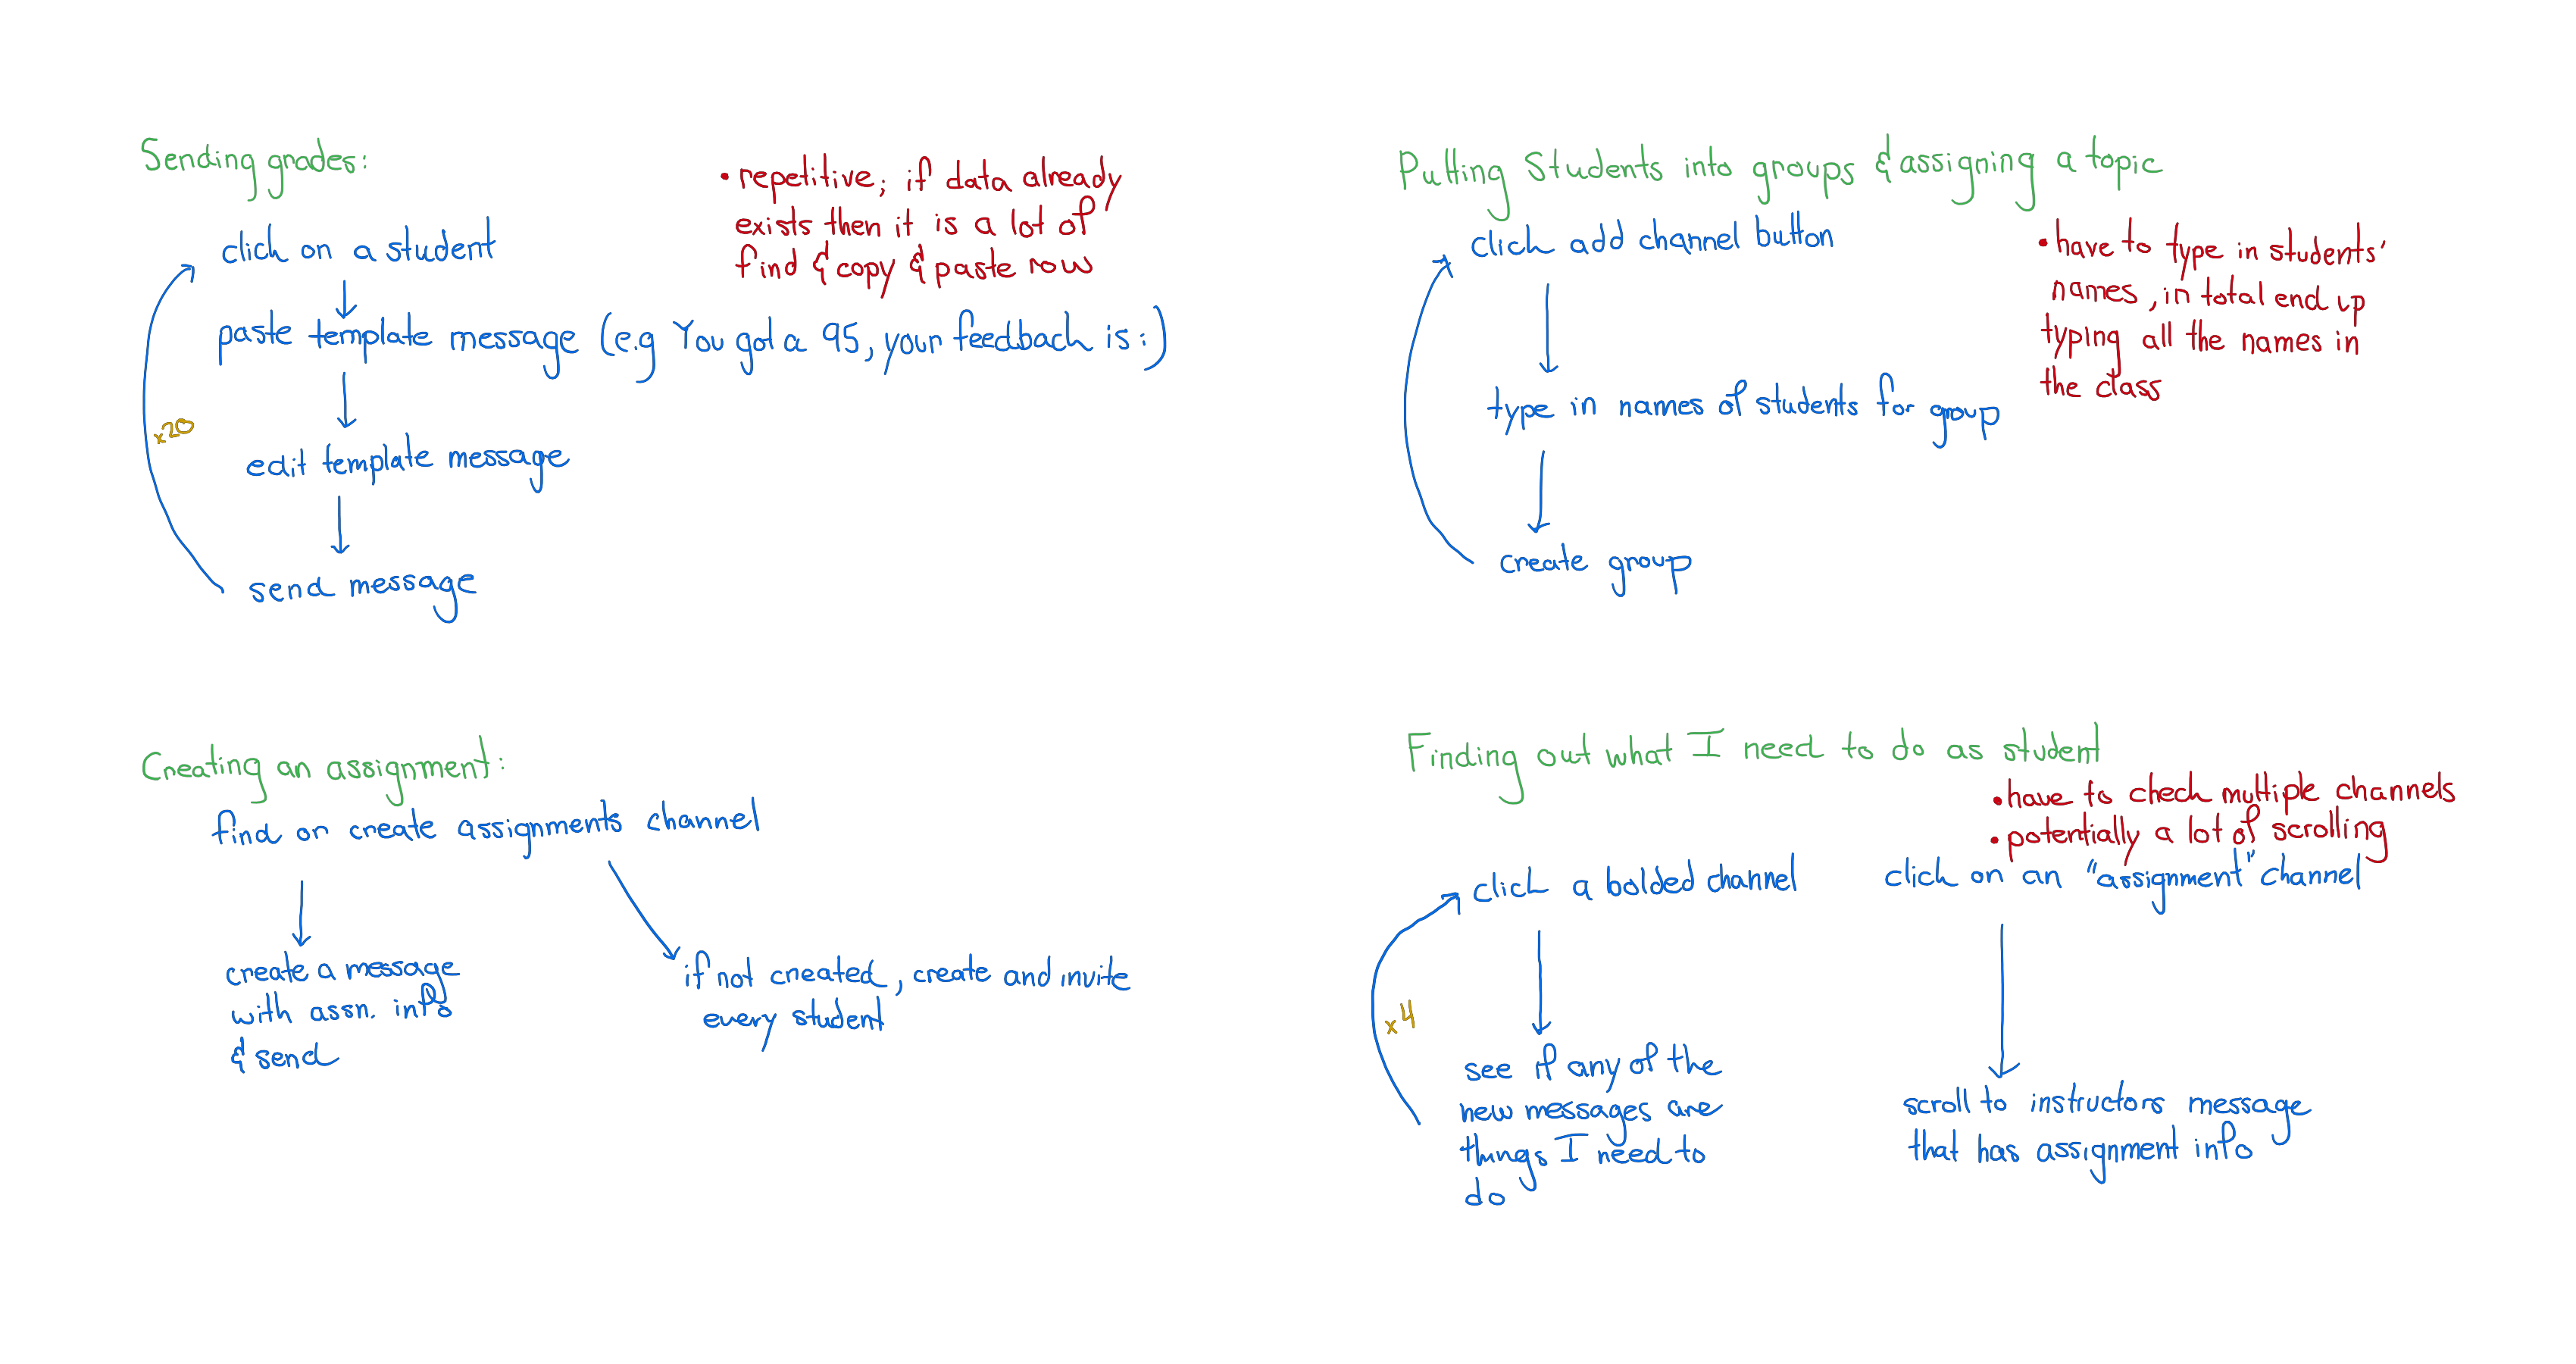 Sending grades:
• repetitive; if data already
exists then it is a lot of
find & copy & paste row
click on a student
paste template message (e.g You got a 95, your feedback is:)
x20
edit template message
send message
Putting Students into groups & assigning a topic
click add channel button
• have to type in students'
names, in total end up
typing all the names in
the class
type in names of students for group
create group
Creating an assignment:
find or create assignments channel
create a message
with assn. info
& send
if not created, create and invite
every student
Finding out what I need to do as student
• have to check multiple channels
• potentially a lot of scrolling
click a bolded channel
x4
see if any of the
new messages are
things I need to
do
click on an "assignment" channel
scroll to instructors message
that has assignment info